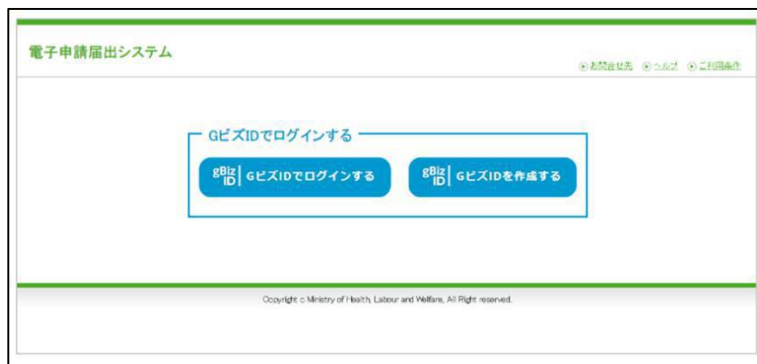 電子申請届出システム
お問合せ先 ヘルプ ご利用条件
GビズIDでログインする
gBiz ID GビズIDでログインする
gBiz ID GビズIDを作成する
Copyright c Ministry of Health, Labour and Welfare, All Right reserved.